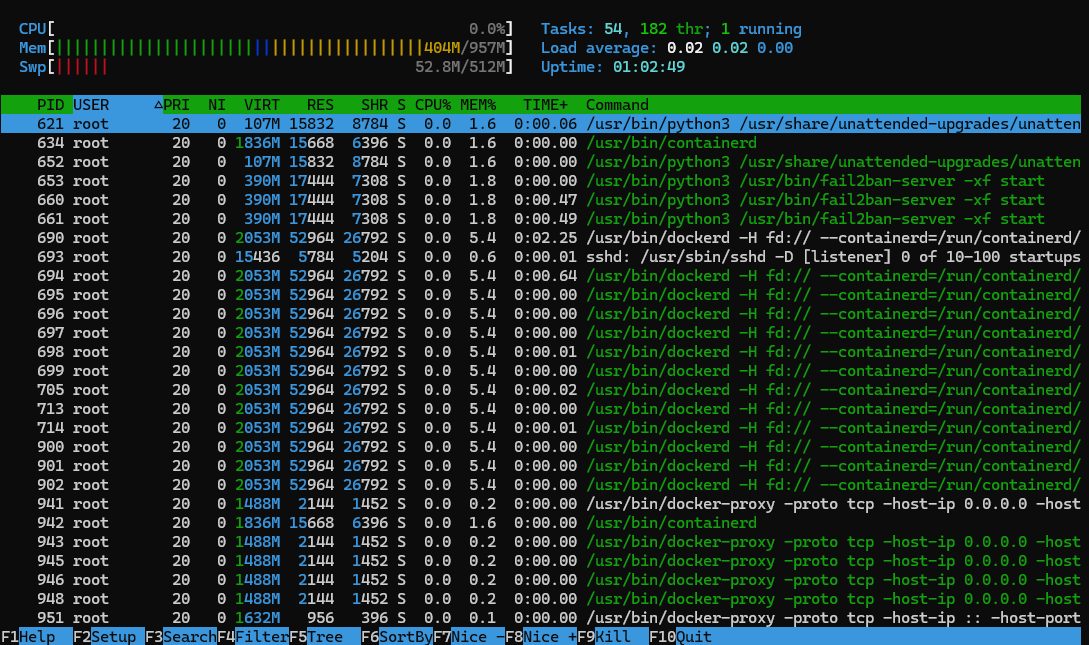 CPU[ 0.0%] Tasks: 54, 182 thr; 1 running
Mem[||||||||||||||||||||||||||||||||||||||||404M/957M] Load average: 0.02 0.02 0.00
Swp[|||||| 52.8M/512M] Uptime: 01:02:49
PID USER △PRI NI VIRT RES SHR S CPU% MEM% TIME+ Command
621 root 20 0 107M 15832 8784 S 0.0 1.6 0:00.06 /usr/bin/python3 /usr/share/unattended-upgrades/unatten
634 root 20 0 1836M 15668 6396 S 0.0 1.6 0:00.00 /usr/bin/containerd
652 root 20 0 107M 15832 8784 S 0.0 1.6 0:00.00 /usr/bin/python3 /usr/share/unattended-upgrades/unatten
653 root 20 0 390M 17444 7308 S 0.0 1.8 0:00.00 /usr/bin/python3 /usr/bin/fail2ban-server -xf start
660 root 20 0 390M 17444 7308 S 0.0 1.8 0:00.47 /usr/bin/python3 /usr/bin/fail2ban-server -xf start
661 root 20 0 390M 17444 7308 S 0.0 1.8 0:00.49 /usr/bin/python3 /usr/bin/fail2ban-server -xf start
690 root 20 0 2053M 52964 26792 S 0.0 5.4 0:02.25 /usr/bin/dockerd -H fd:// --containerd=/run/containerd/
693 root 20 0 15436 5784 5204 S 0.0 0.6 0:00.01 sshd: /usr/sbin/sshd -D [listener] 0 of 10-100 startups
694 root 20 0 2053M 52964 26792 S 0.0 5.4 0:00.64 /usr/bin/dockerd -H fd:// --containerd=/run/containerd/
695 root 20 0 2053M 52964 26792 S 0.0 5.4 0:00.00 /usr/bin/dockerd -H fd:// --containerd=/run/containerd/
696 root 20 0 2053M 52964 26792 S 0.0 5.4 0:00.00 /usr/bin/dockerd -H fd:// --containerd=/run/containerd/
697 root 20 0 2053M 52964 26792 S 0.0 5.4 0:00.00 /usr/bin/dockerd -H fd:// --containerd=/run/containerd/
698 root 20 0 2053M 52964 26792 S 0.0 5.4 0:00.01 /usr/bin/dockerd -H fd:// --containerd=/run/containerd/
699 root 20 0 2053M 52964 26792 S 0.0 5.4 0:00.00 /usr/bin/dockerd -H fd:// --containerd=/run/containerd/
705 root 20 0 2053M 52964 26792 S 0.0 5.4 0:00.02 /usr/bin/dockerd -H fd:// --containerd=/run/containerd/
713 root 20 0 2053M 52964 26792 S 0.0 5.4 0:00.00 /usr/bin/dockerd -H fd:// --containerd=/run/containerd/
714 root 20 0 2053M 52964 26792 S 0.0 5.4 0:00.01 /usr/bin/dockerd -H fd:// --containerd=/run/containerd/
900 root 20 0 2053M 52964 26792 S 0.0 5.4 0:00.00 /usr/bin/dockerd -H fd:// --containerd=/run/containerd/
901 root 20 0 2053M 52964 26792 S 0.0 5.4 0:00.00 /usr/bin/dockerd -H fd:// --containerd=/run/containerd/
902 root 20 0 2053M 52964 26792 S 0.0 5.4 0:00.00 /usr/bin/dockerd -H fd:// --containerd=/run/containerd/
941 root 20 0 1488M 2144 1452 S 0.0 0.2 0:00.00 /usr/bin/docker-proxy -proto tcp -host-ip 0.0.0.0 -host
942 root 20 0 1836M 15668 6396 S 0.0 1.6 0:00.00 /usr/bin/containerd
943 root 20 0 1488M 2144 1452 S 0.0 0.2 0:00.00 /usr/bin/docker-proxy -proto tcp -host-ip 0.0.0.0 -host
945 root 20 0 1488M 2144 1452 S 0.0 0.2 0:00.00 /usr/bin/docker-proxy -proto tcp -host-ip 0.0.0.0 -host
946 root 20 0 1488M 2144 1452 S 0.0 0.2 0:00.00 /usr/bin/docker-proxy -proto tcp -host-ip 0.0.0.0 -host
948 root 20 0 1488M 2144 1452 S 0.0 0.2 0:00.00 /usr/bin/docker-proxy -proto tcp -host-ip 0.0.0.0 -host
951 root 20 0 1632M 956 396 S 0.0 0.1 0:00.00 /usr/bin/docker-proxy -proto tcp -host-ip :: -host-port
F1Help F2Setup F3SearchF4FilterF5Tree F6SortByF7Nice -F8Nice +F9Kill F10Quit